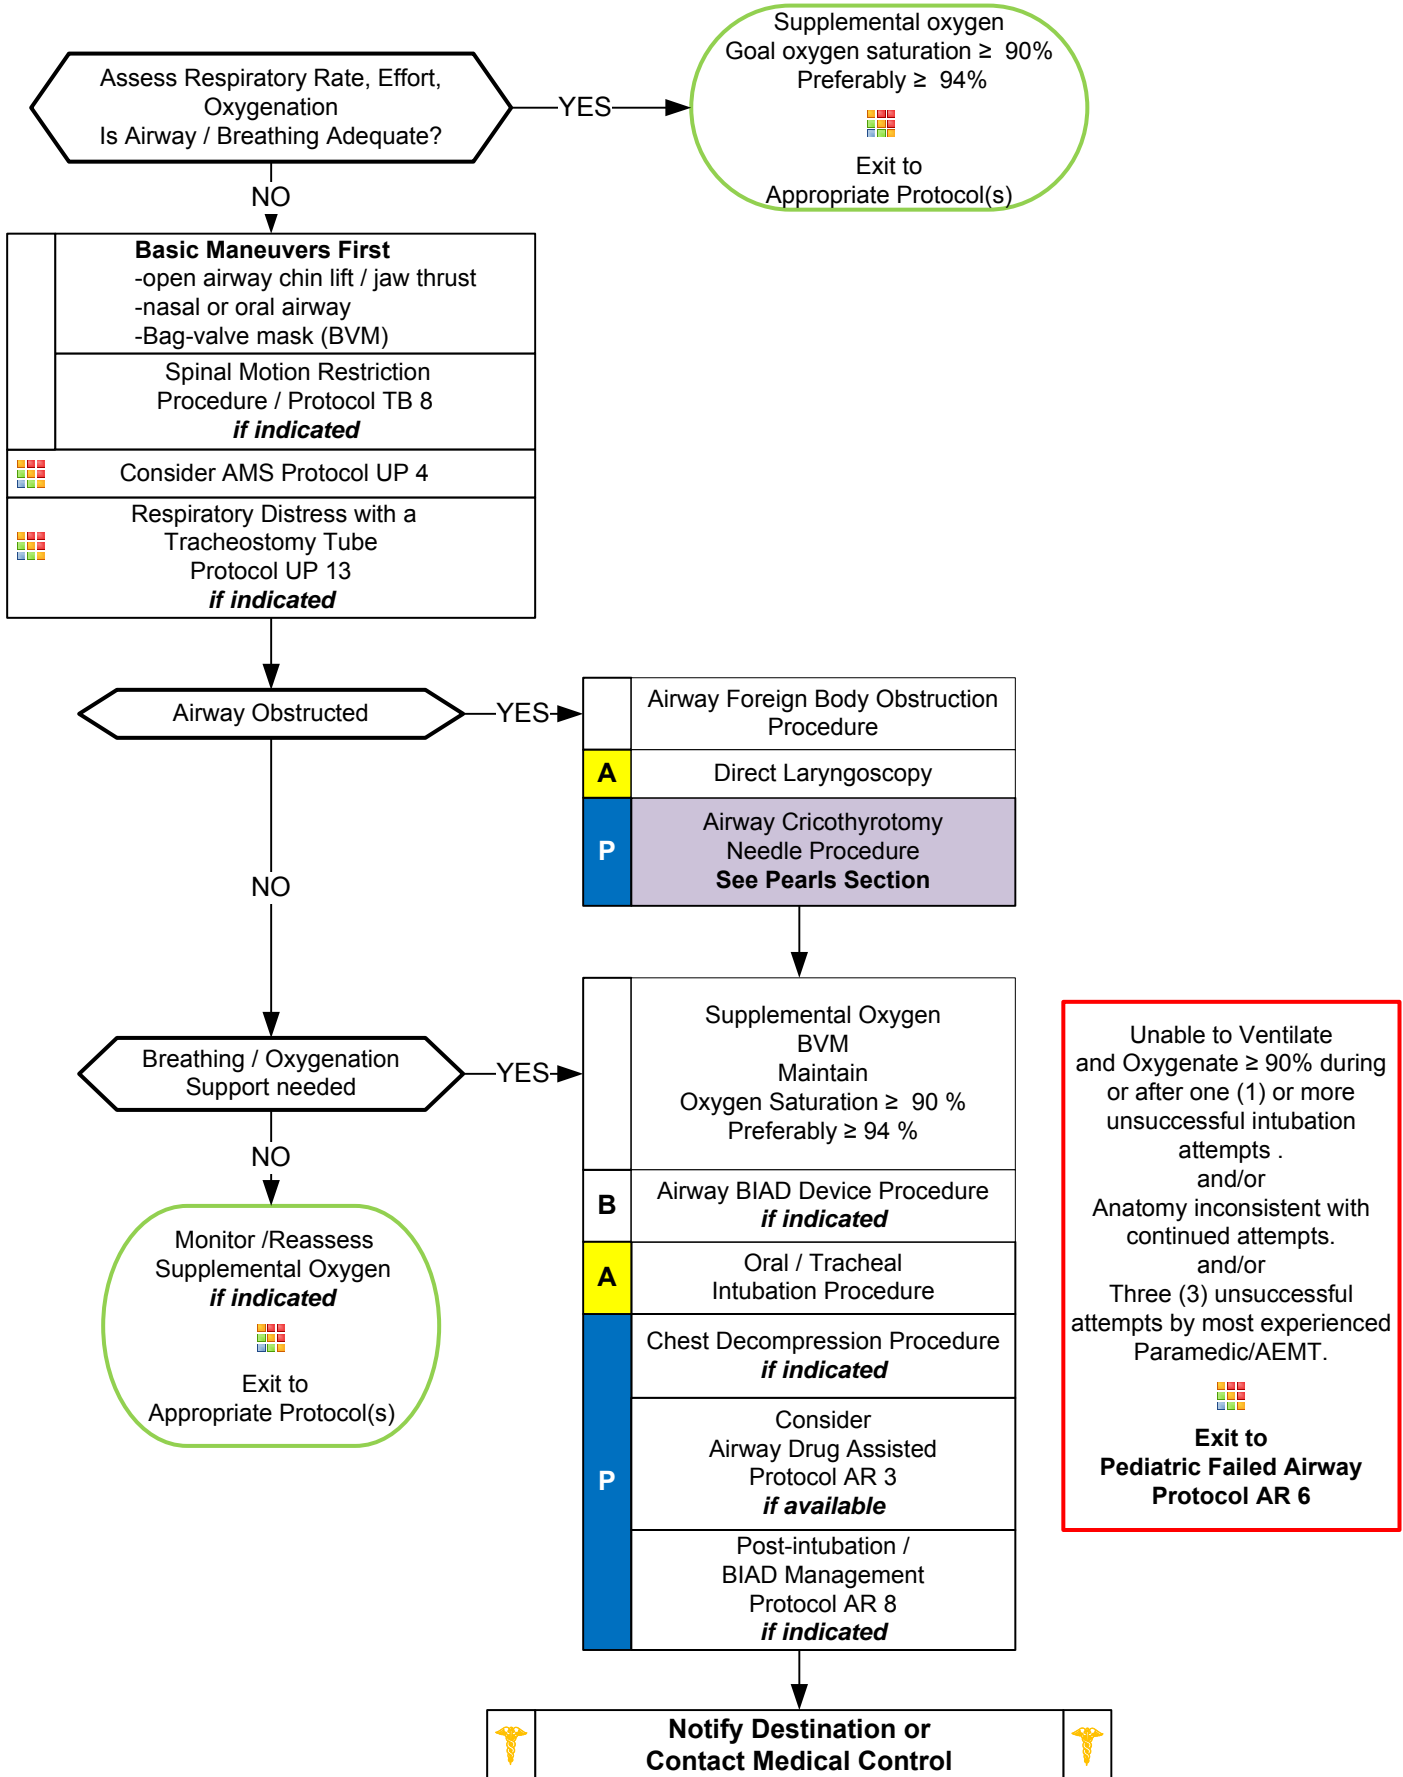 Assess Respiratory Rate, Effort,
Oxygenation
Is Airway / Breathing Adequate?
YES
Supplemental oxygen
Goal oxygen saturation ≥ 90%
Preferably ≥ 94%
Exit to
Appropriate Protocol(s)
NO
Basic Maneuvers First
-open airway chin lift / jaw thrust
-nasal or oral airway
-Bag-valve mask (BVM)
Spinal Motion Restriction
Procedure / Protocol TB 8
if indicated
Consider AMS Protocol UP 4
Respiratory Distress with a
Tracheostomy Tube
Protocol UP 13
if indicated
Airway Obstructed
YES
Airway Foreign Body Obstruction
Procedure
A
Direct Laryngoscopy
P
Airway Cricothyrotomy
Needle Procedure
See Pearls Section
NO
Breathing / Oxygenation
Support needed
YES
Supplemental Oxygen
BVM
Maintain
Oxygen Saturation ≥ 90 %
Preferably ≥ 94 %
B
Airway BIAD Device Procedure
if indicated
A
Oral / Tracheal
Intubation Procedure
P
Chest Decompression Procedure
if indicated
Consider
Airway Drug Assisted
Protocol AR 3
if available
Post-intubation /
BIAD Management
Protocol AR 8
if indicated
NO
Monitor /Reassess
Supplemental Oxygen
if indicated
Exit to
Appropriate Protocol(s)
Unable to Ventilate
and Oxygenate ≥ 90% during
or after one (1) or more
unsuccessful intubation
attempts .
and/or
Anatomy inconsistent with
continued attempts.
and/or
Three (3) unsuccessful
attempts by most experienced
Paramedic/AEMT.
Exit to
Pediatric Failed Airway
Protocol AR 6
Notify Destination or
Contact Medical Control